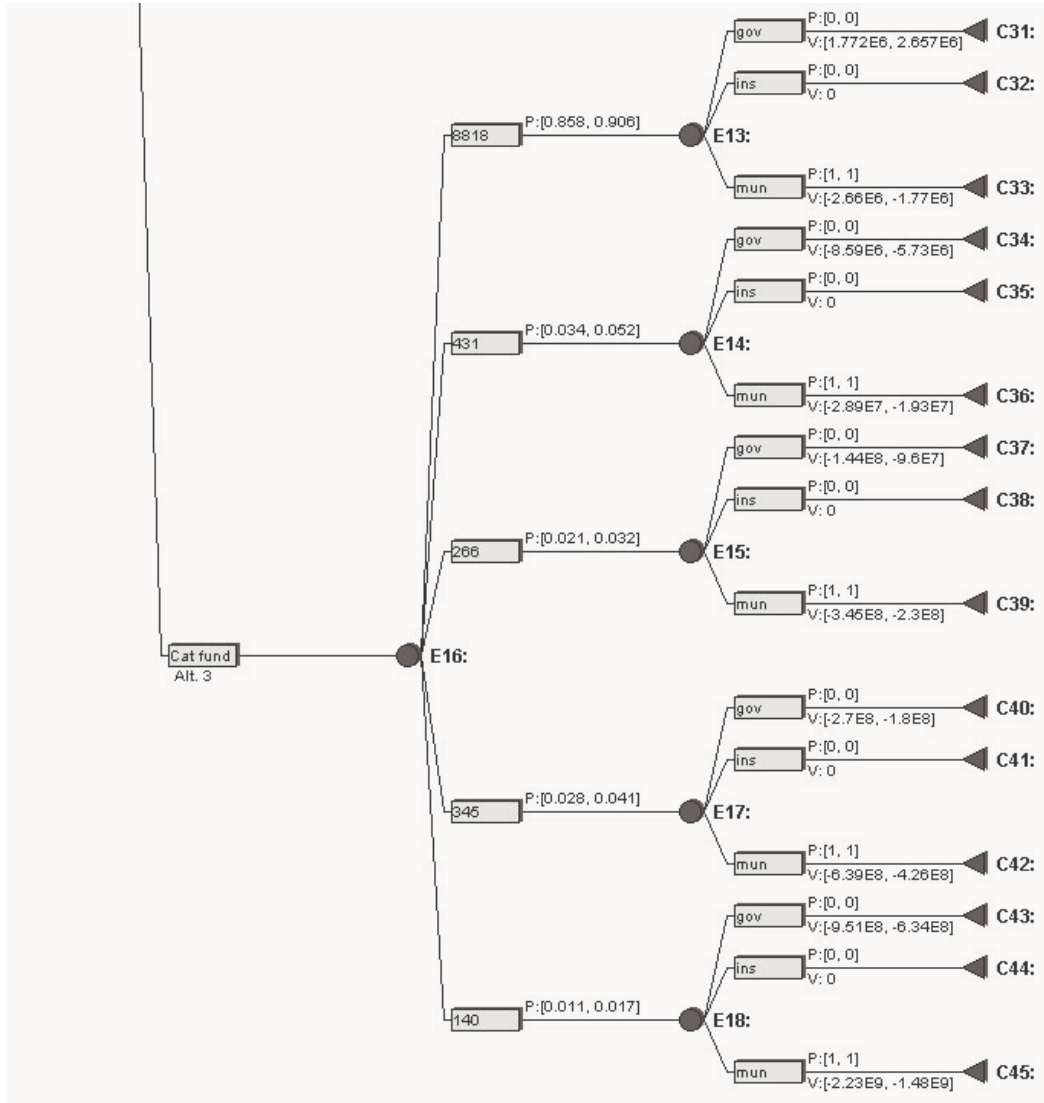 P:[0, 0]
gov
C31:
V:[1.772E6, 2.657E6]
P:[0, 0]
ins
C32:
V: 0
P:[0.858, 0.906]
8818
E13:
P:[1, 1]
mun
C33:
V:[-2.66E6, -1.77E6]
P:[0, 0]
gov
C34:
V:[-8.59E6, -5.73E6]
P:[0, 0]
ins
C35:
V: 0
P:[0.034, 0.052]
431
E14:
P:[1, 1]
mun
C36:
V:[-2.89E7, -1.93E7]
P:[0, 0]
gov
C37:
V:[-1.44E8, -9.6E7]
P:[0, 0]
ins
C38:
V: 0
P:[0.021, 0.032]
266
E15:
P:[1, 1]
mun
C39:
V:[-3.45E8, -2.3E8]
Cat fund
E16:
Alt. 3
P:[0, 0]
gov
C40:
V:[-2.7E8, -1.8E8]
P:[0, 0]
ins
C41:
V: 0
P:[0.028, 0.041]
345
E17:
P:[1, 1]
mun
C42:
V:[-6.39E8, -4.26E8]
P:[0, 0]
gov
C43:
V:[-9.51E8, -6.34E8]
P:[0, 0]
ins
C44:
V: 0
P:[0.011, 0.017]
140
E18:
P:[1, 1]
mun
C45:
V:[-2.23E9, -1.48E9]